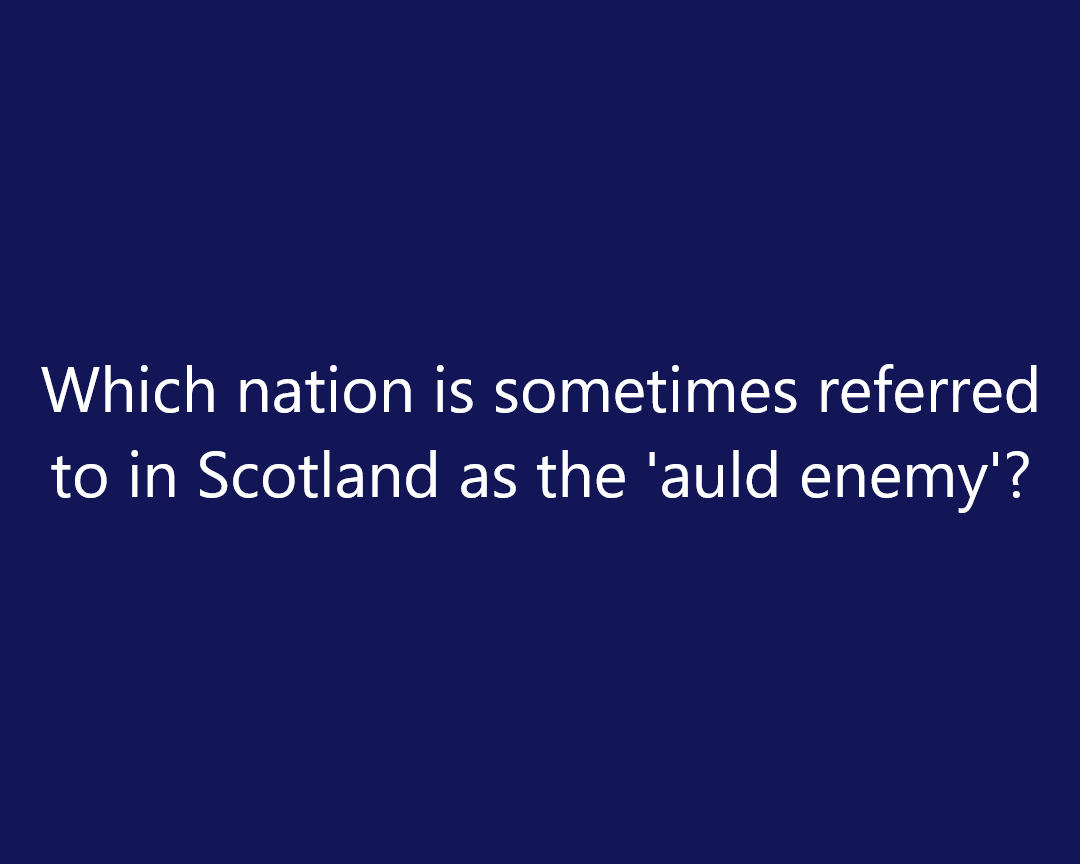 Which nation is sometimes referred
to in Scotland as the 'auld enemy'?